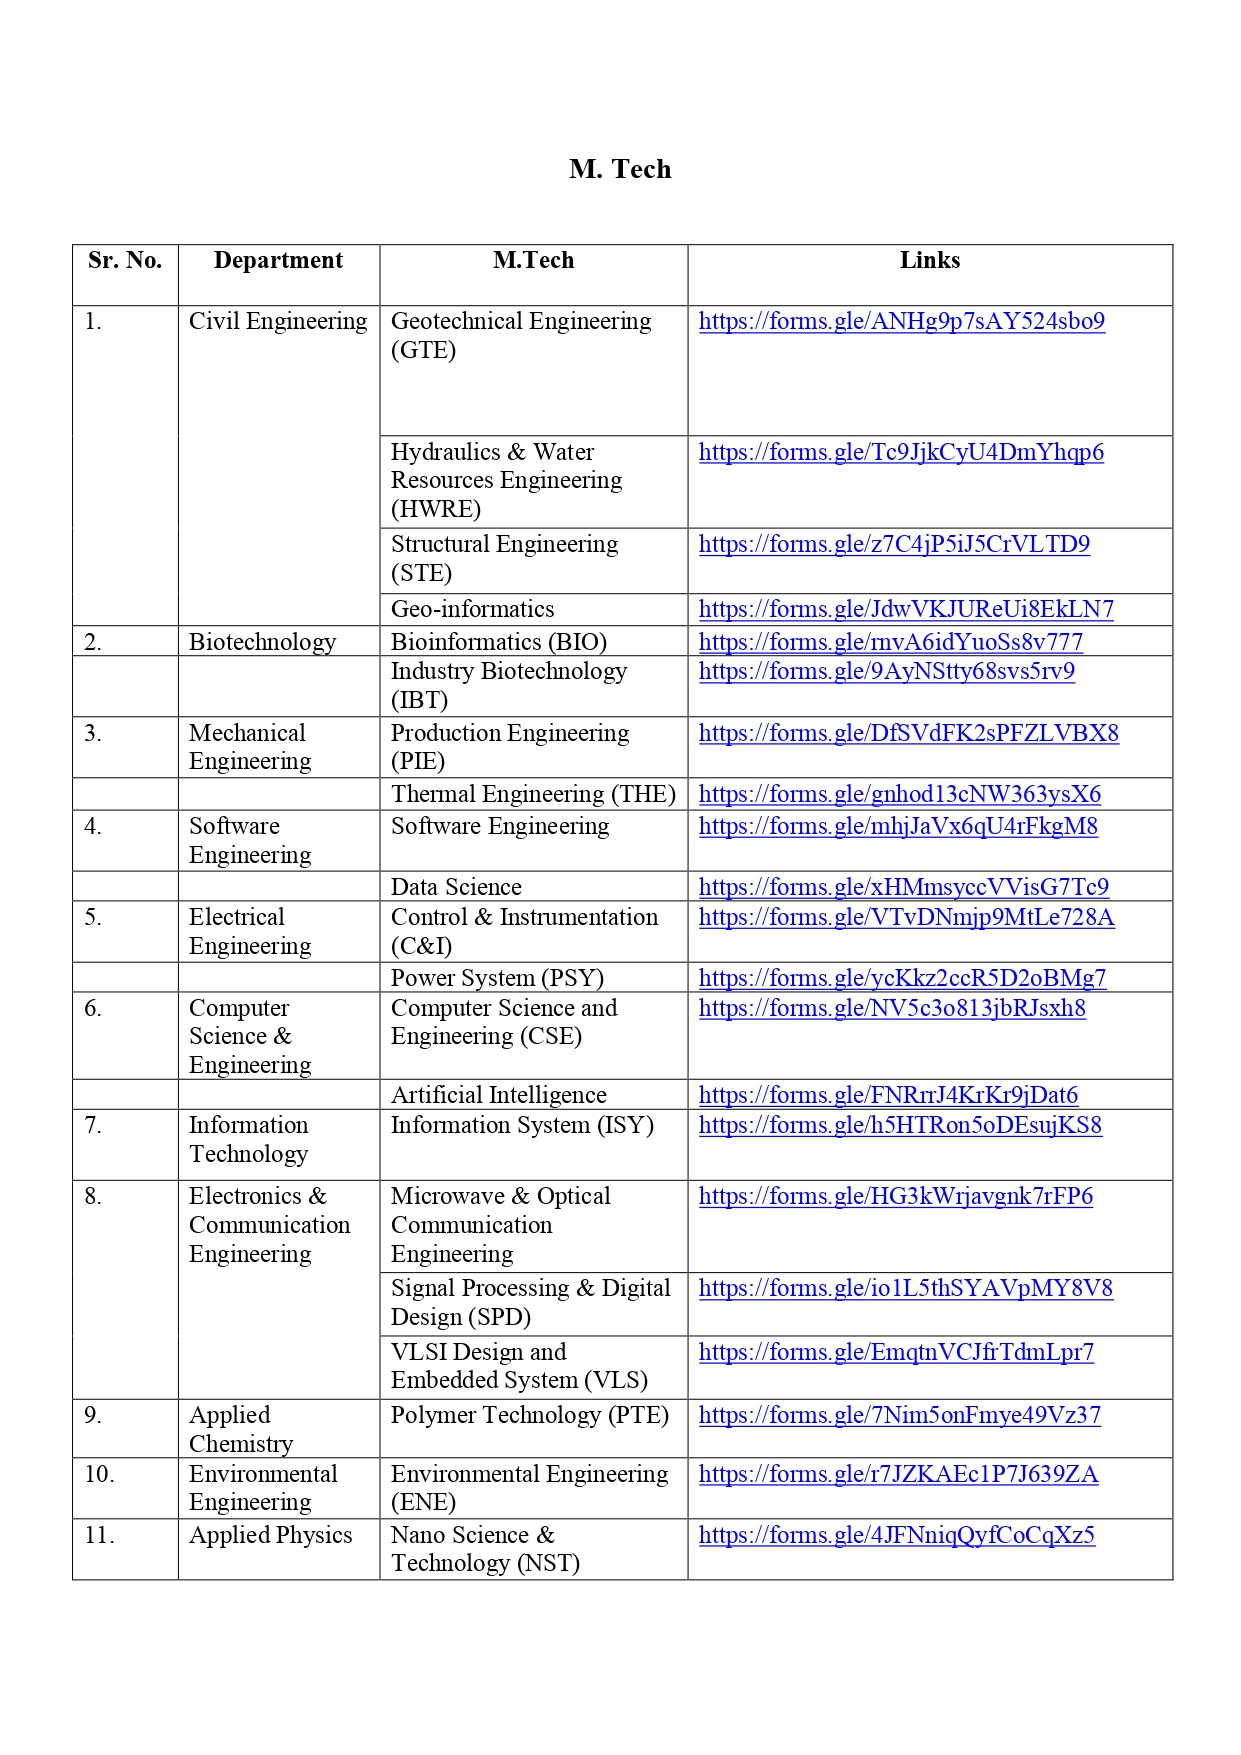 M. Tech
Sr. No. Department M.Tech Links
1. Civil Engineering Geotechnical Engineering https://forms.gle/ANHg9p7sAY524sbo9
(GTE)
Hydraulics & Water https://forms.gle/Tc9JjkCyU4DmYhqp6
Resources Engineering
(HWRE)
Structural Engineering https://forms.gle/z7C4jP5iJ5CrVLTD9
(STE)
Geo-informatics https://forms.gle/JdwVKJUReUi8EkLN7
2. Biotechnology Bioinformatics (BIO) https://forms.gle/rnvA6idYuoSs8v777
Industry Biotechnology https://forms.gle/9AyNStty68svs5rv9
(IBT)
3. Mechanical Production Engineering https://forms.gle/DfSVdFK2sPFZLVBX8
Engineering (PIE)
Thermal Engineering (THE) https://forms.gle/gnhod13cNW363ysX6
4. Software Software Engineering https://forms.gle/mhjJaVx6qU4rFkgM8
Engineering
Data Science https://forms.gle/xHMmsyccVVisG7Tc9
5. Electrical Control & Instrumentation https://forms.gle/VTvDNmjp9MtLe728A
Engineering (C&I)
Power System (PSY) https://forms.gle/ycKkz2ccR5D2oBMg7
6. Computer Computer Science and https://forms.gle/NV5c3o813jbRJsxh8
Science & Engineering (CSE)
Engineering
Artificial Intelligence https://forms.gle/FNRrrJ4KrKr9jDat6
7. Information Information System (ISY) https://forms.gle/h5HTRon5oDEsujKS8
Technology
8. Electronics & Microwave & Optical https://forms.gle/HG3kWrjavgnk7rFP6
Communication Communication
Engineering Engineering
Signal Processing & Digital https://forms.gle/io1L5thSYAVpMY8V8
Design (SPD)
VLSI Design and https://forms.gle/EmqtnVCJfrTdmLpr7
Embedded System (VLS)
9. Applied Polymer Technology (PTE) https://forms.gle/7Nim5onFmye49Vz37
Chemistry
10. Environmental Environmental Engineering https://forms.gle/r7JZKAEc1P7J639ZA
Engineering (ENE)
11. Applied Physics Nano Science & https://forms.gle/4JFNniqQyfCoCqXz5
Technology (NST)